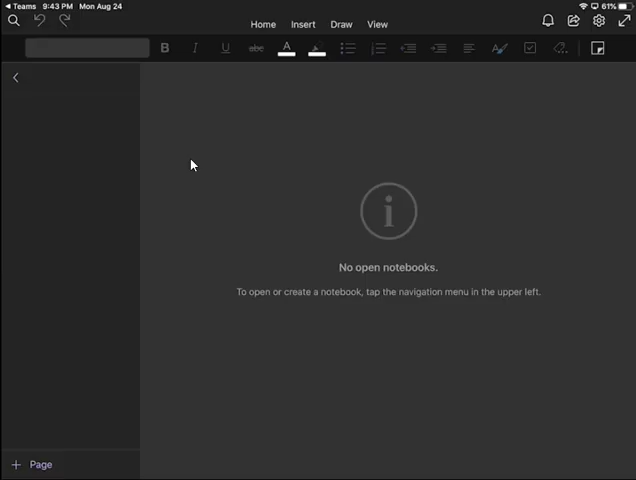 Teams 9:43 PM Mon Aug 24
61%
Home Insert Draw View
B I U abc A
No open notebooks.
To open or create a notebook, tap the navigation menu in the upper left.
+ Page